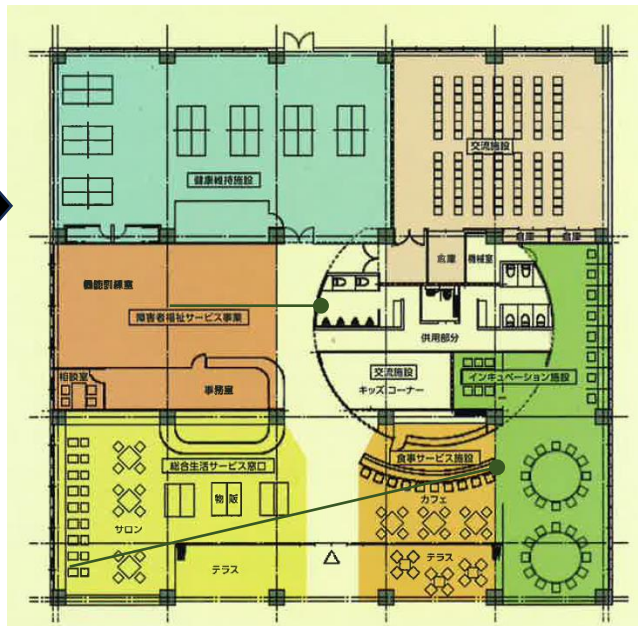 交流施設
健康維持施設
倉庫
倉庫
倉庫
機械室
機能訓練室
障害者福祉サービス事業
供用部分
相談室
事務室
交流施設
キッズコーナー
インキュベーション施設
総合生活サービス窓口
食事サービス施設
物 販
カフェ
サロン
テラス
テラス